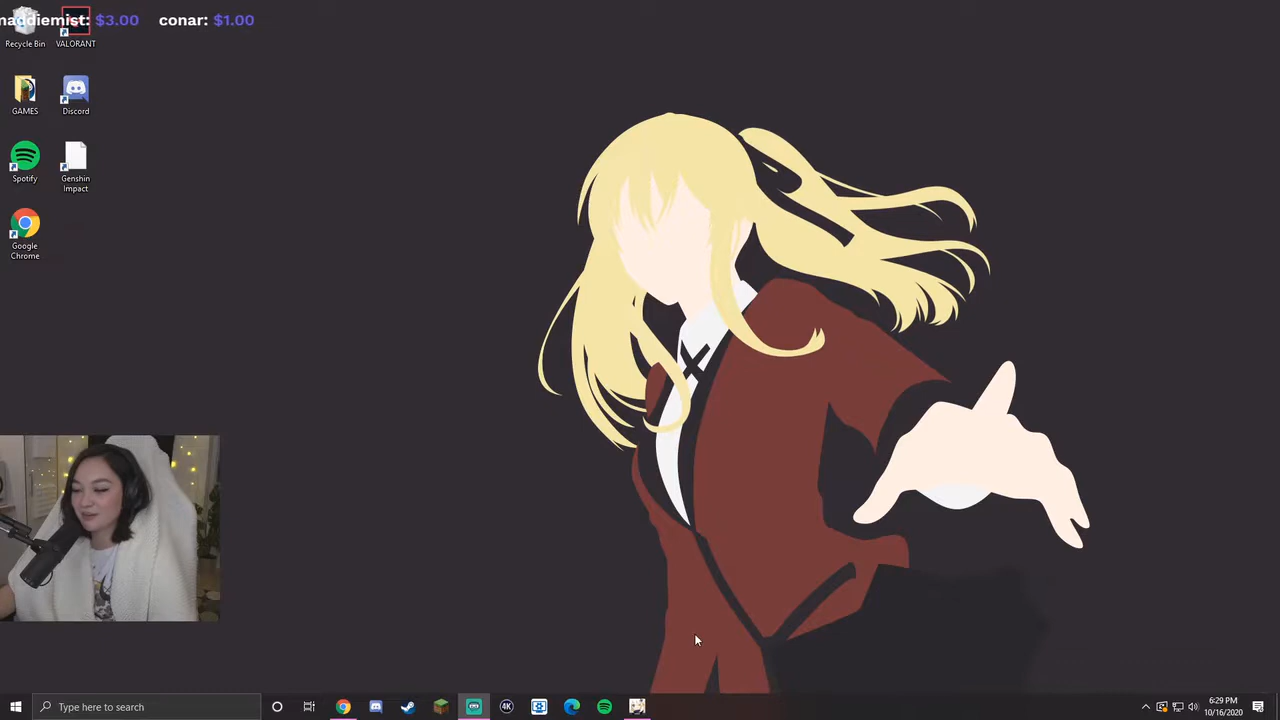 maddiemist: $3.00 conar: $1.00
Recycle Bin
VALORANT
GAMES
Discord
Spotify
Genshin
Impact
Google
Chrome
Type here to search
4K
6:29 PM
10/16/2020